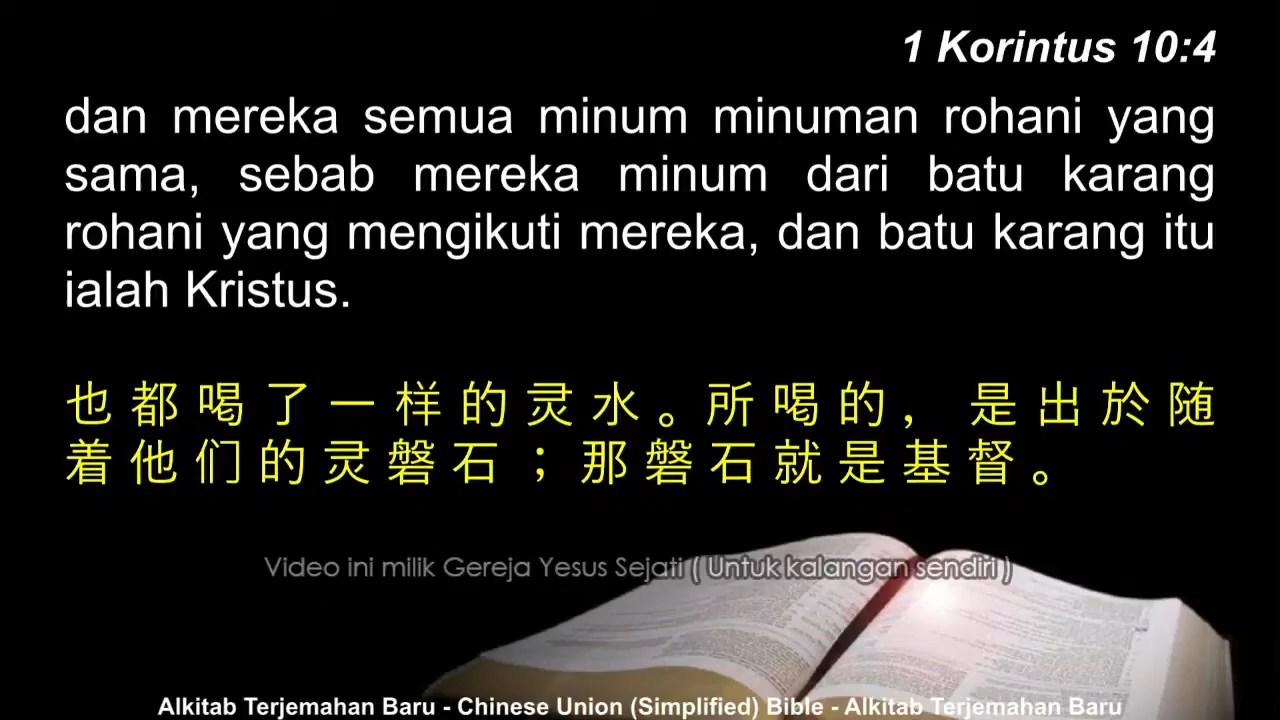 1 Korintus 10:4
dan mereka semua minum minuman rohani yang
sama, sebab mereka minum dari batu karang
rohani yang mengikuti mereka, dan batu karang itu
ialah Kristus.
也都喝了一样的灵水。所喝的，是出於随
着他们的灵磐石；那磐石就是基督。
Video ini milik Gereja Yesus Sejati ( Untuk kalangan sendiri )
Alkitab Terjemahan Baru - Chinese Union (Simplified) Bible - Alkitab Terjemahan Baru